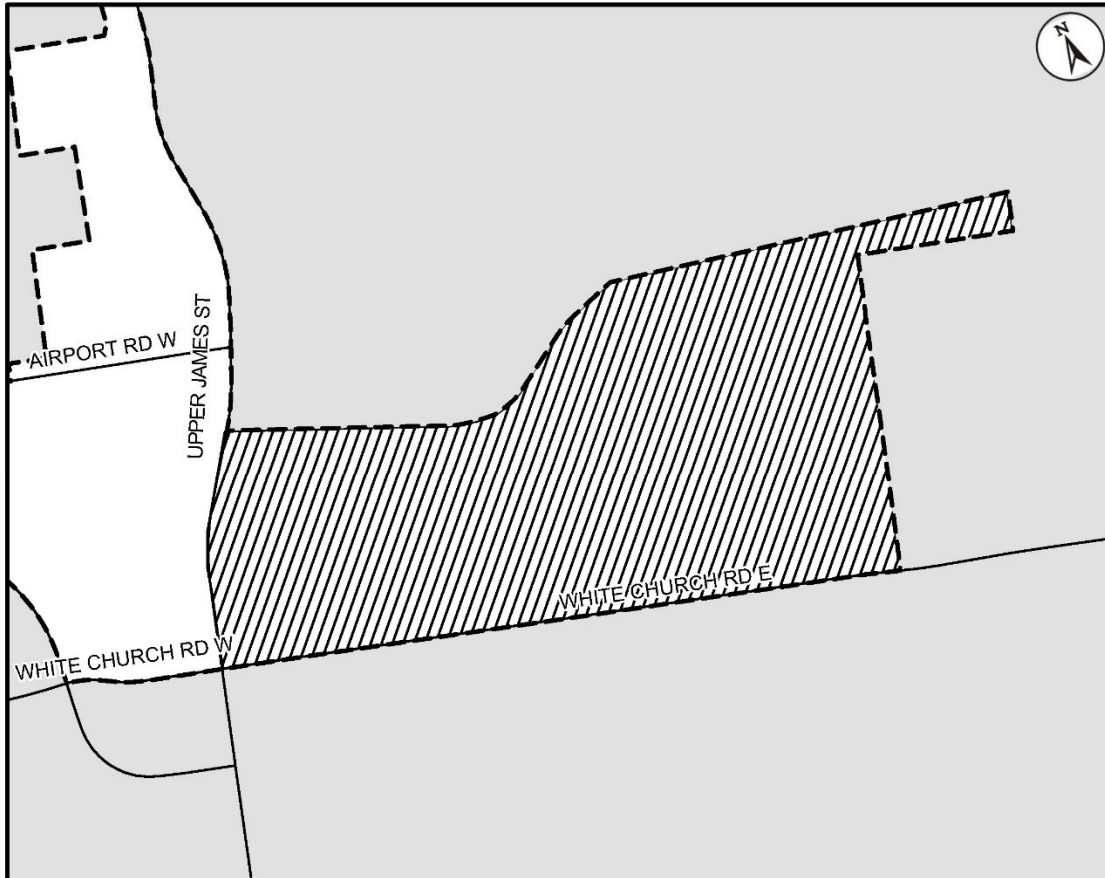 N
AIRPORT RD W
UPPER JAMES ST
WHITE CHURCH RD E
WHITE CHURCH RD W